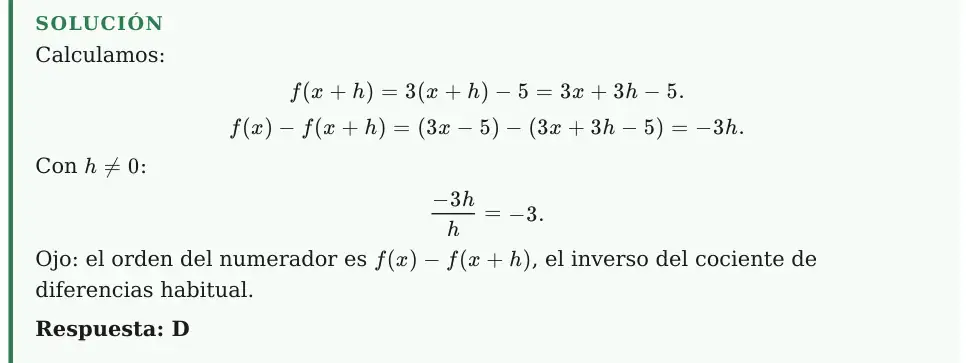 SOLUCIÓN
Calculamos:
f(x + h) = 3(x + h) − 5 = 3x + 3h − 5.
f(x) − f(x + h) = (3x − 5) − (3x + 3h − 5) = −3h.
Con h ≠ 0:
−3h/h = −3.
Ojo: el orden del numerador es f(x) − f(x + h), el inverso del cociente de
diferencias habitual.
Respuesta: D